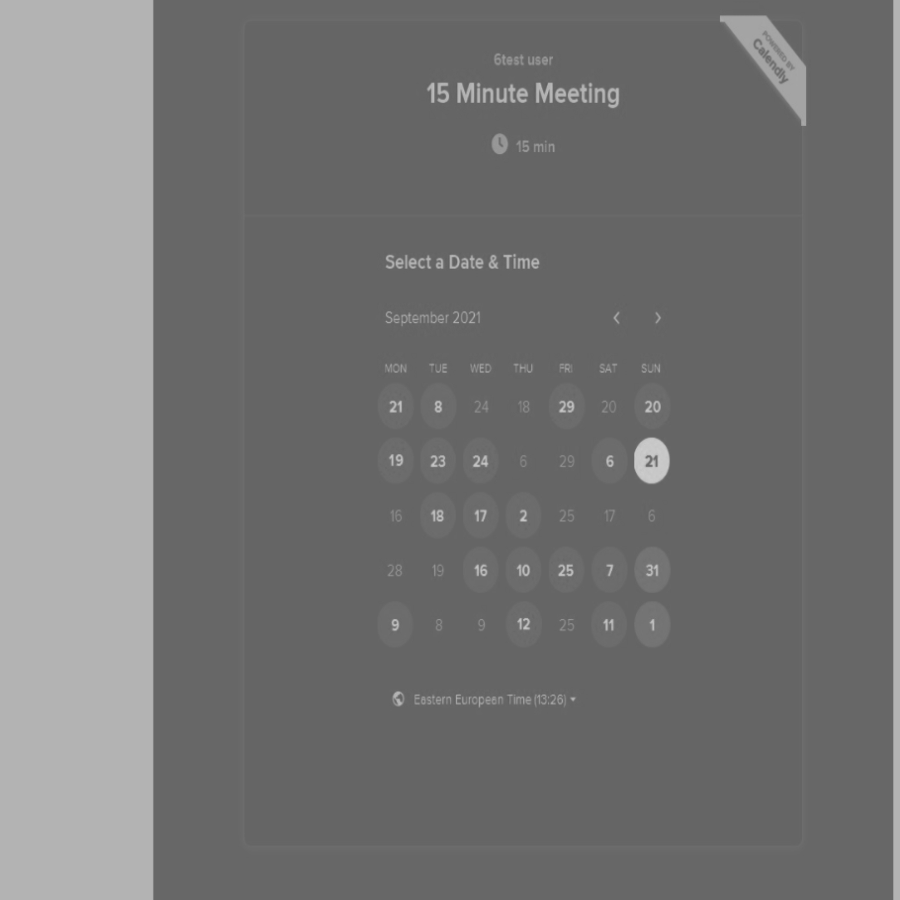 POWERED BY
Calendly
6test user
15 Minute Meeting
15 min
Select a Date & Time
September 2021
MON TUE WED THU FRI SAT SUN
21 8 24 18 29 20 20
19 23 24 6 29 6 21
16 18 17 2 25 17 6
28 19 16 10 25 7 31
9 8 9 12 25 11 1
Eastern European Time (13:26)